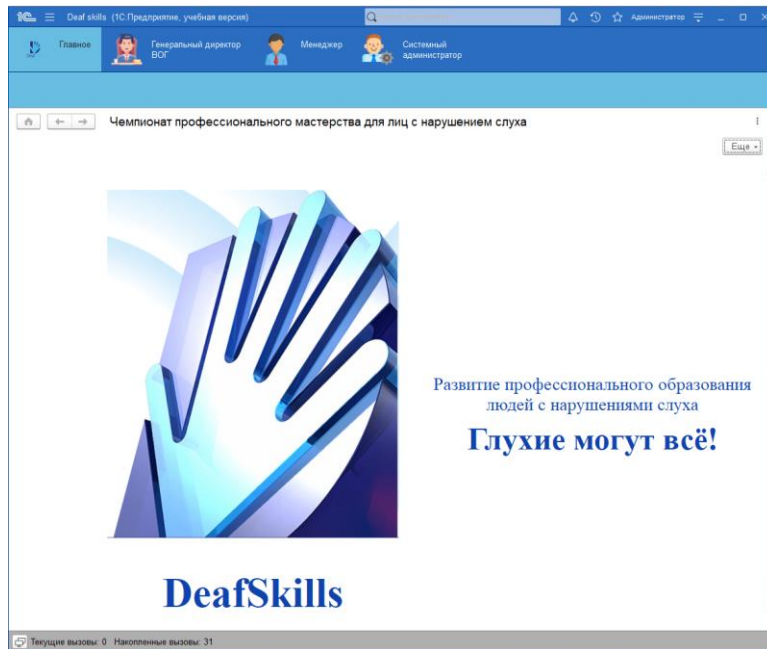 1С Deaf skills (1С:Предприятие, учебная версия) Администратор
Главное
Генеральный директор
ВОГ
Менеджер
Системный
администратор
Чемпионат профессионального мастерства для лиц с нарушением слуха
Еще
Развитие профессионального образования
людей с нарушениями слуха
Глухие могут всё!
DeafSkills
Текущие вызовы: 0 Накопленные вызовы: 31